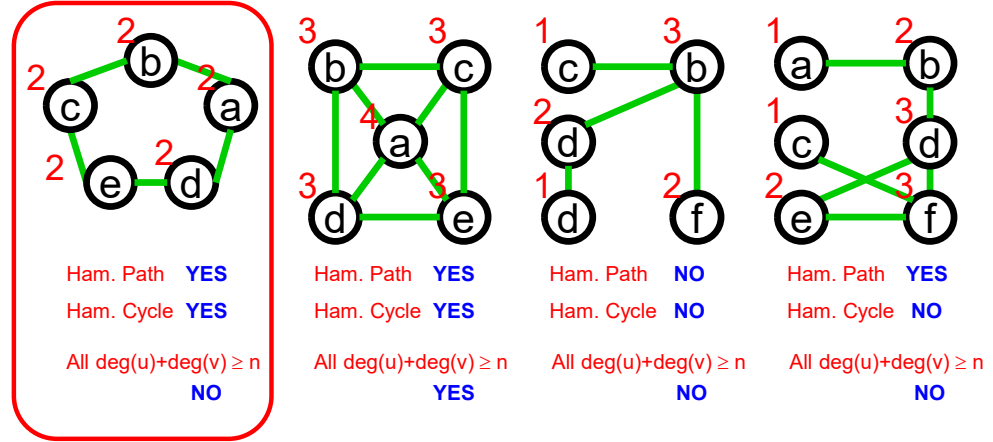 2
b
2
c
2
a
2
e
2
d
Ham. Path YES
Ham. Cycle YES
All deg(u)+deg(v) ≥ n
NO
3
b
3
c
4
a
3
d
3
e
Ham. Path YES
Ham. Cycle YES
All deg(u)+deg(v) ≥ n
YES
1
c
3
b
2
d
1
d
2
f
Ham. Path NO
Ham. Cycle NO
All deg(u)+deg(v) ≥ n
NO
1
a
2
b
1
c
3
d
2
e
3
f
Ham. Path YES
Ham. Cycle NO
All deg(u)+deg(v) ≥ n
NO